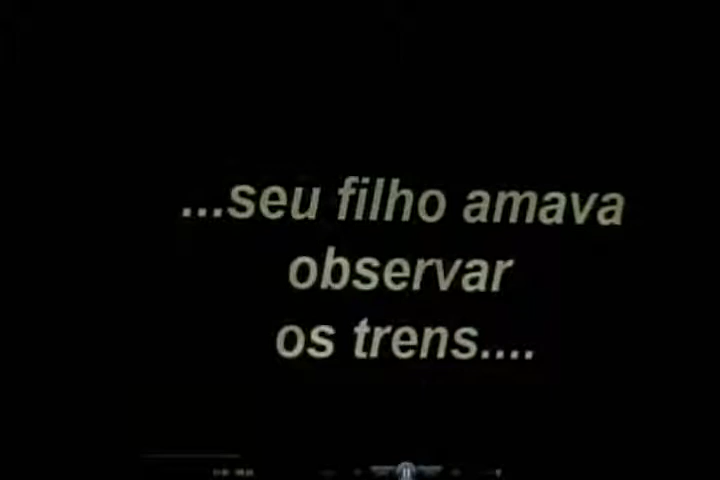 ...seu filho amava
observar
os trens....